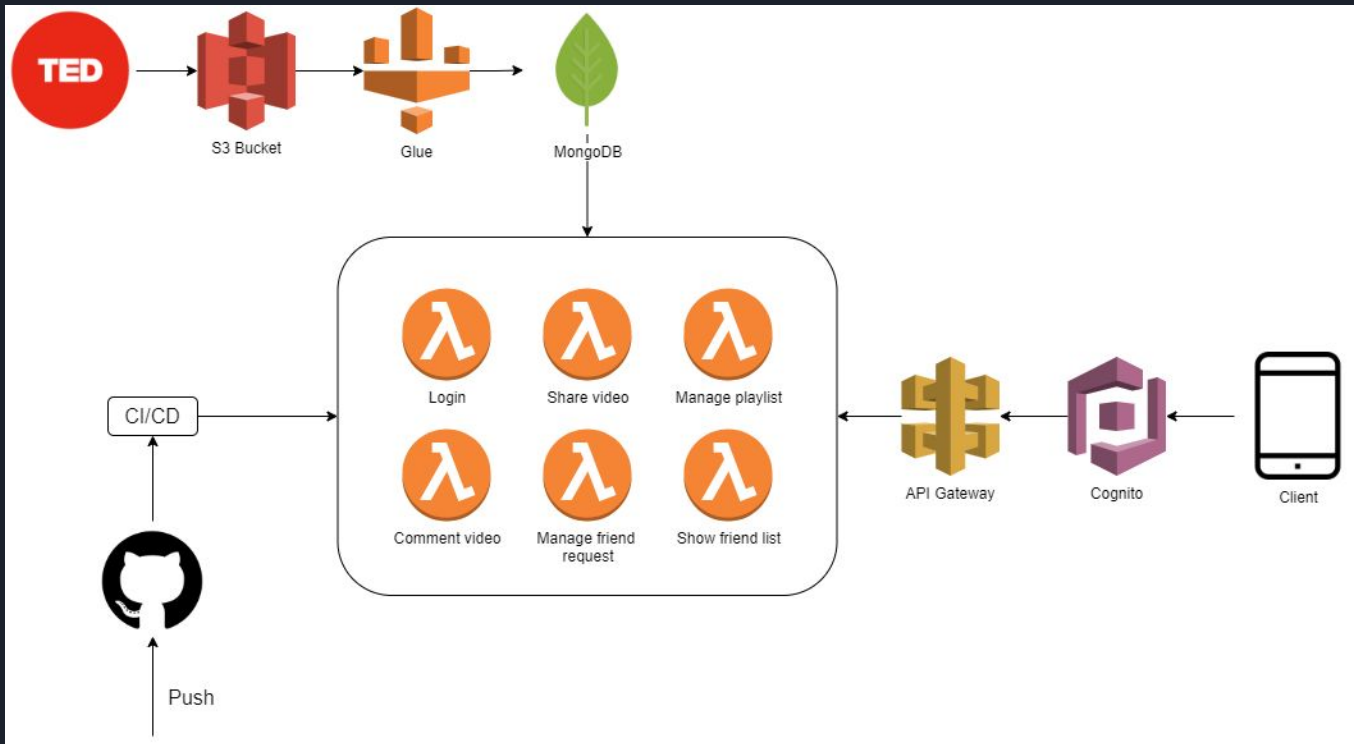 TED
S3 Bucket
Glue
MongoDB
Login
Share video
Manage playlist
Comment video
Manage friend
request
Show friend list
CI/CD
Push
API Gateway
Cognito
Client